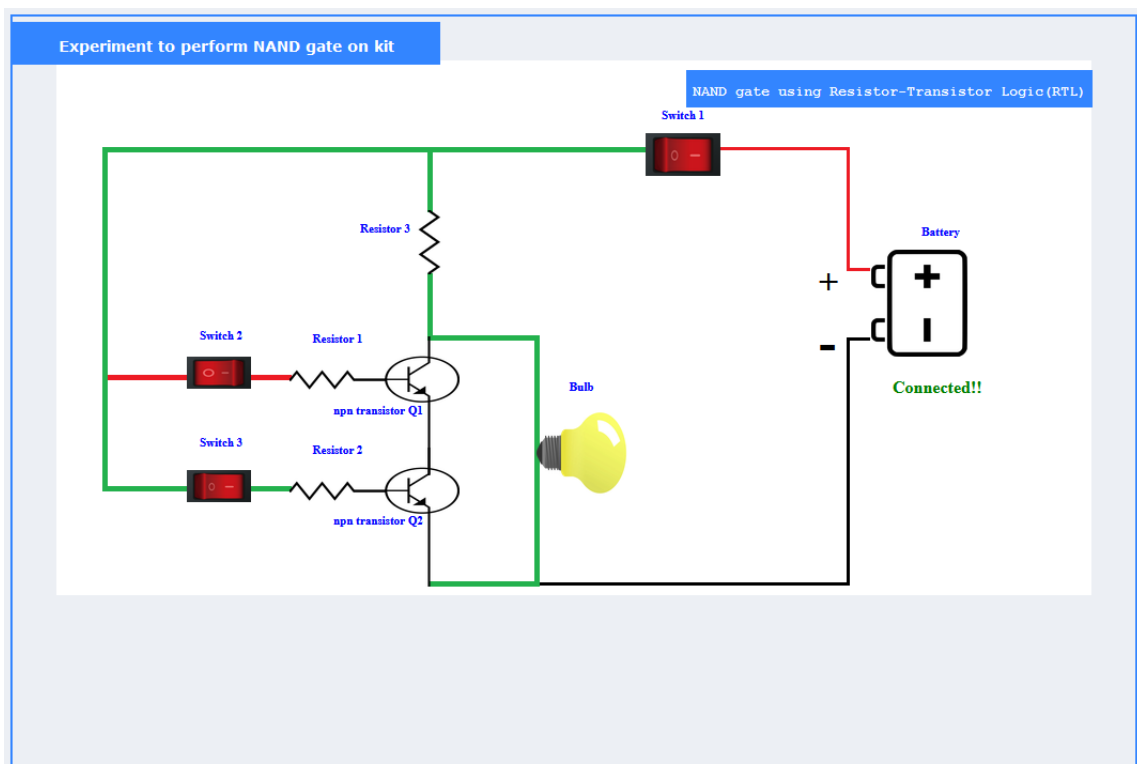 Experiment to perform NAND gate on kit
NAND gate using Resistor-Transistor Logic(RTL)
Switch 1
O –
Resistor 3
Battery
+
+
-
–
Switch 2
Resistor 1
O –
npn transistor Q1
Bulb
Connected!!
Switch 3
Resistor 2
O –
npn transistor Q2